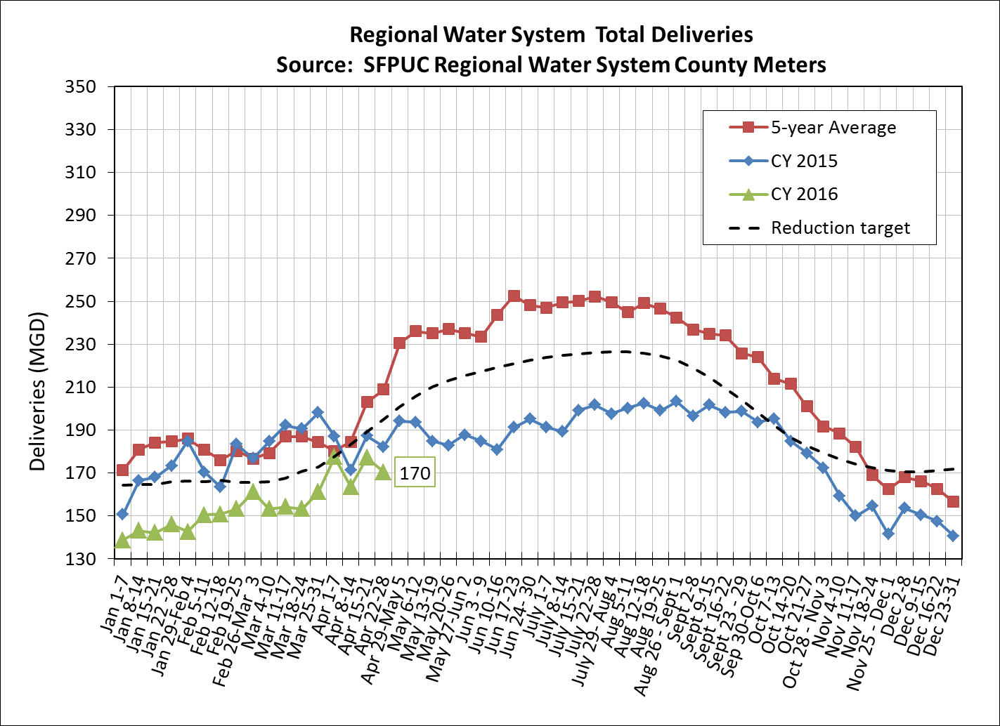 Regional Water System  Total Deliveries
Source:  SFPUC Regional Water System County Meters
350
330
310
290
270
250
230
210
190
170
150
130
Deliveries (MGD)
5-year Average
CY 2015
CY 2016
Reduction target
170
Jan 1-7
Jan 8-14
Jan 15-21
Jan 22 -28
Jan 29-Feb 4
Feb 5-11
Feb 12-18
Feb 19-25
Feb 26-Mar 3
Mar 4-10
Mar 11-17
Mar 18-24
Mar 25-31
Apr 1-7
Apr 8-14
Apr 15-21
Apr 22-28
Apr 29-May 5
May 6-12
May 13-19
May 20-26
May 27-Jun 2
Jun 3 - 9
Jun 10-16
Jun 17-23
Jun 24- 30
July 1-7
July 8-14
July 15-21
July 22-28
July 29- Aug 4
Aug 5-11
Aug 12-18
Aug 19-25
Aug 26 - Sept 1
Sept 2-8
Sept 9-15
Sept 16-22
Sept 23 - 29
Sep 30-Oct 6
Oct 7-13
Oct 14-20
Oct 21-27
Oct 28 - Nov 3
Nov 4-10
Nov 11-17
Nov 18-24
Nov 25 - Dec 1
Dec 2-8
Dec 9-15
Dec 16-22
Dec 23-31